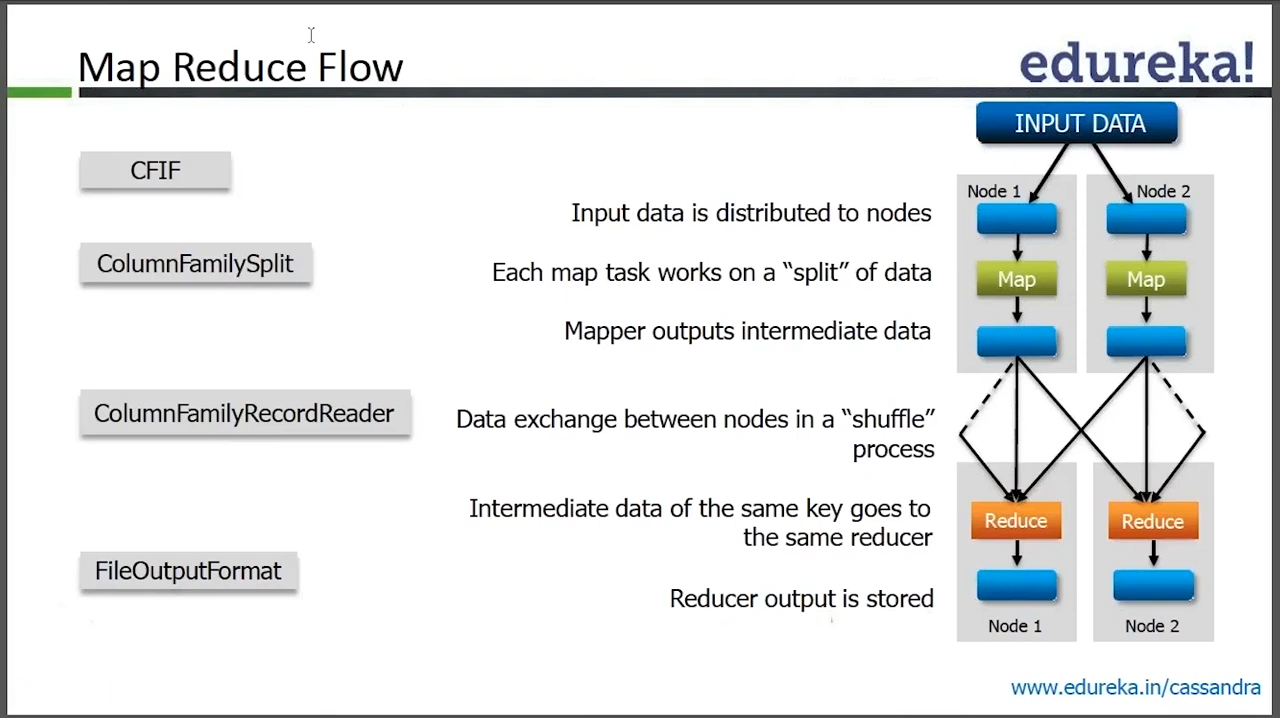 Map Reduce Flow
edureka!
CFIF
ColumnFamilySplit
ColumnFamilyRecordReader
FileOutputFormat
Input data is distributed to nodes
Each map task works on a “split” of data
Mapper outputs intermediate data
Data exchange between nodes in a “shuffle”
process
Intermediate data of the same key goes to
the same reducer
Reducer output is stored
INPUT DATA
Node 1
Node 2
Map
Map
Reduce
Reduce
Node 1
Node 2
www.edureka.in/cassandra